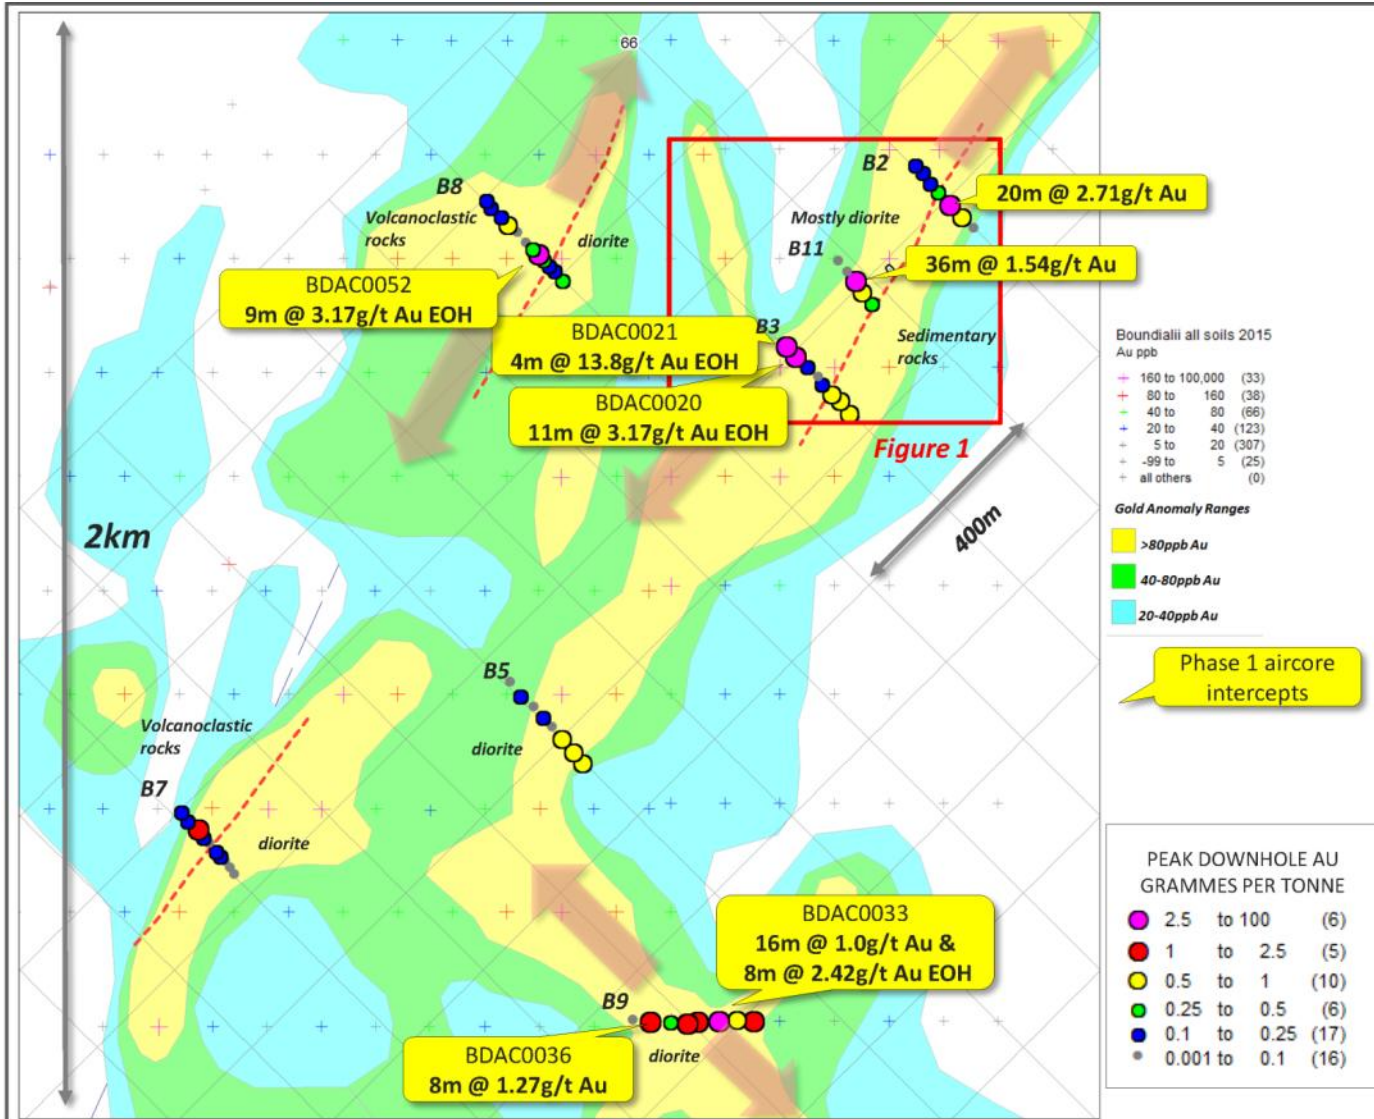 66
B2
20m @ 2.71g/t Au
B8
Volcanoclastic
rocks
diorite
Mostly diorite
B11
36m @ 1.54g/t Au
BDAC0052
9m @ 3.17g/t Au EOH
BDAC0021
4m @ 13.8g/t Au EOH
B3
Sedimentary
rocks
BDAC0020
11m @ 3.17g/t Au EOH
Figure 1
400m
2km
Boundialii all soils 2015
Au ppb
160 to 100,000 (33)
80 to 160 (38)
40 to 80 (66)
20 to 40 (123)
5 to 20 (307)
-99 to 5 (25)
all others (0)
Gold Anomaly Ranges
>80ppb Au
40-80ppb Au
20-40ppb Au
Phase 1 aircore
intercepts
B5
diorite
Volcanoclastic
rocks
B7
diorite
BDAC0033
16m @ 1.0g/t Au &
8m @ 2.42g/t Au EOH
B9
diorite
BDAC0036
8m @ 1.27g/t Au
PEAK DOWNHOLE AU
GRAMMES PER TONNE
2.5 to 100 (6)
1 to 2.5 (5)
0.5 to 1 (10)
0.25 to 0.5 (6)
0.1 to 0.25 (17)
0.001 to 0.1 (16)